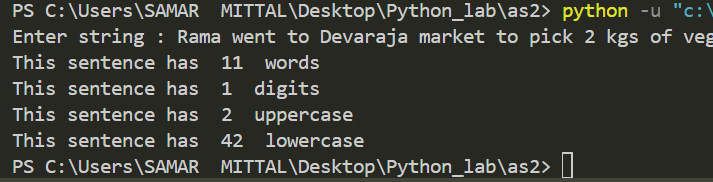 PS C:\Users\SAMAR  MITTAL\Desktop\Python_lab\as2> python -u "c:\
Enter string : Rama went to Devaraja market to pick 2 kgs of veg
This sentence has  11  words
This sentence has  1  digits
This sentence has  2  uppercase
This sentence has  42  lowercase
PS C:\Users\SAMAR  MITTAL\Desktop\Python_lab\as2>